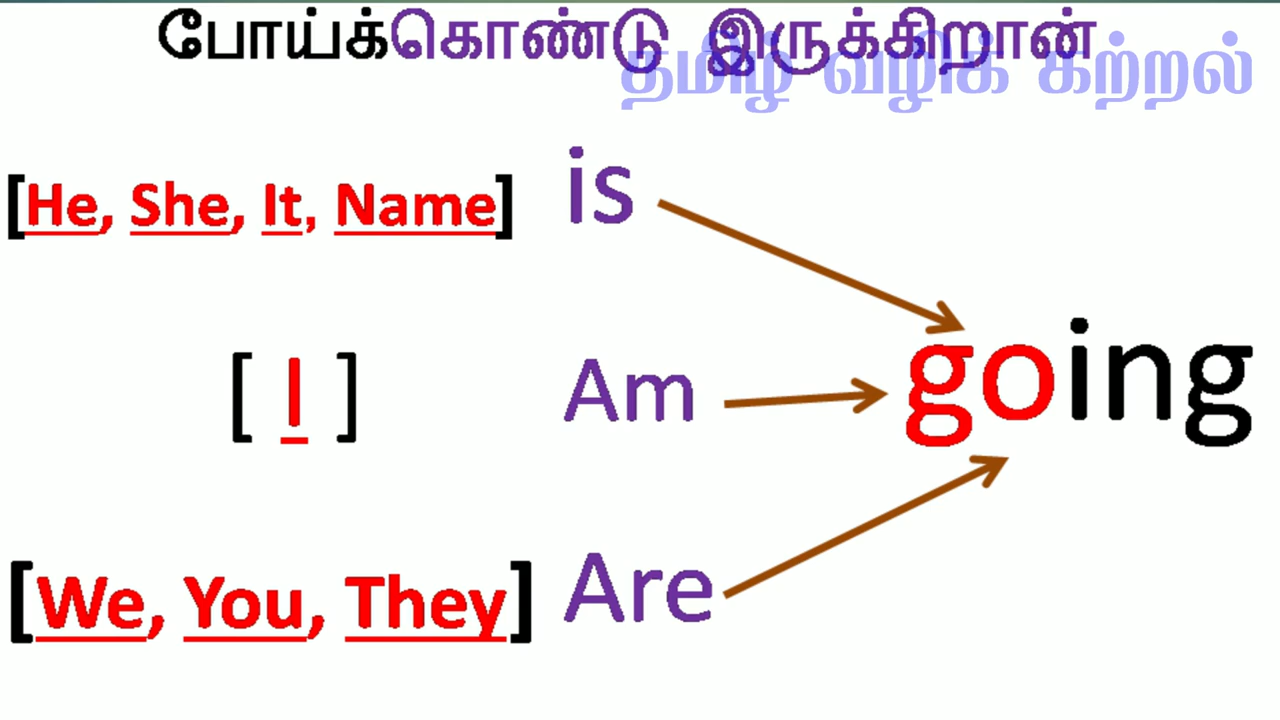 போய்க்கொண்டு இருக்கிறான்
தமிழ் வழிக் கற்றல்
[He, She, It, Name] is
[ I ] Am
going
[We, You, They] Are